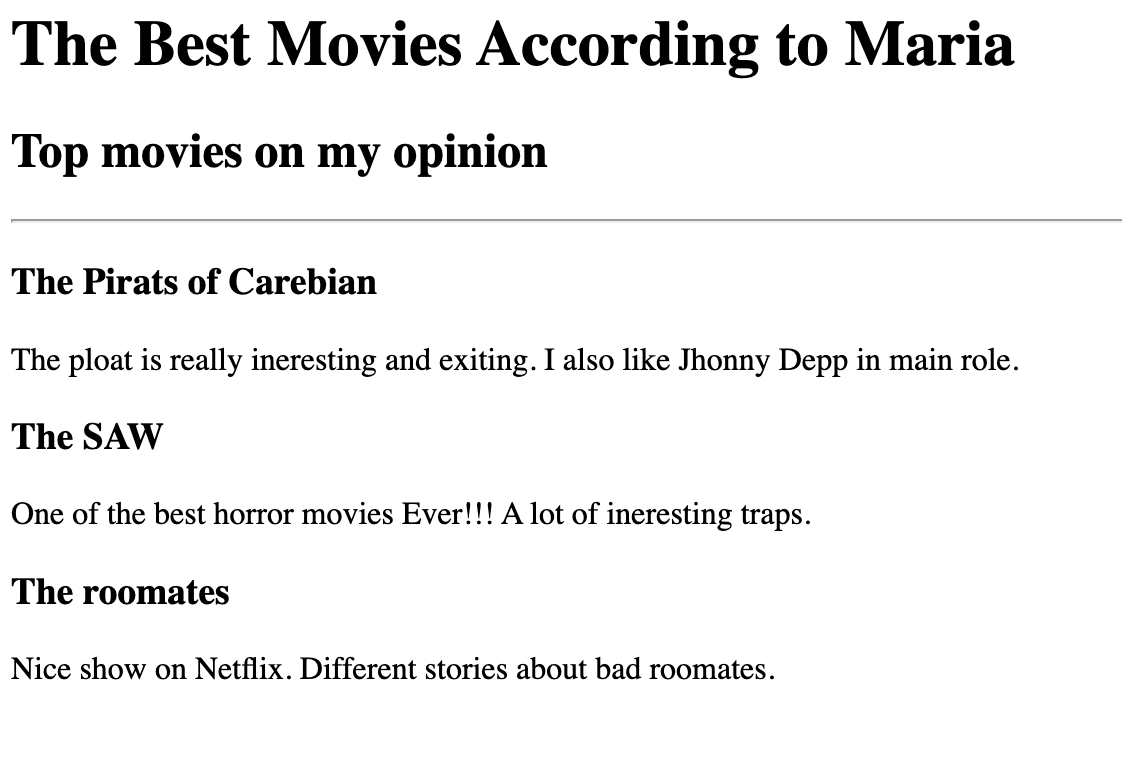 The Best Movies According to Maria
Top movies on my opinion
The Pirats of Carebian
The ploat is really ineresting and exiting. I also like Jhonny Depp in main role.
The SAW
One of the best horror movies Ever!!! A lot of ineresting traps.
The roomates
Nice show on Netflix. Different stories about bad roomates.